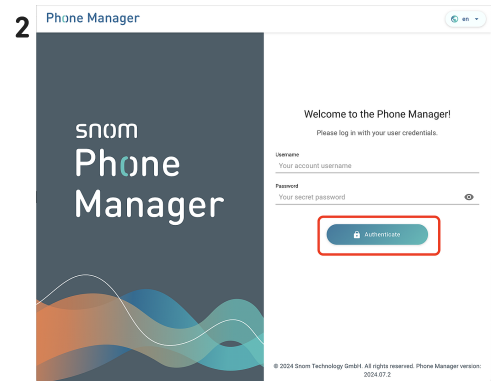 2
Phone Manager
en
snom
Phone
Manager
Welcome to the Phone Manager!
Please log in with your user credentials.
Username
Your account username
Password
Your secret password
Authenticate
© 2024 Snom Technology GmbH. All rights reserved. Phone Manager version:
2024.07.2